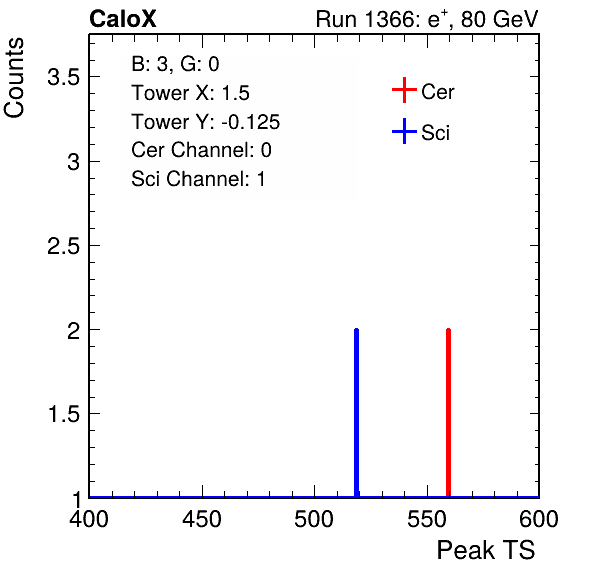 CaloX Run 1366: e⁺, 80 GeV
Counts
B: 3, G: 0
Tower X: 1.5
Tower Y: -0.125
Cer Channel: 0
Sci Channel: 1
Cer
Sci
3.5
3
2.5
2
1.5
1
400 450 500 550 600
Peak TS